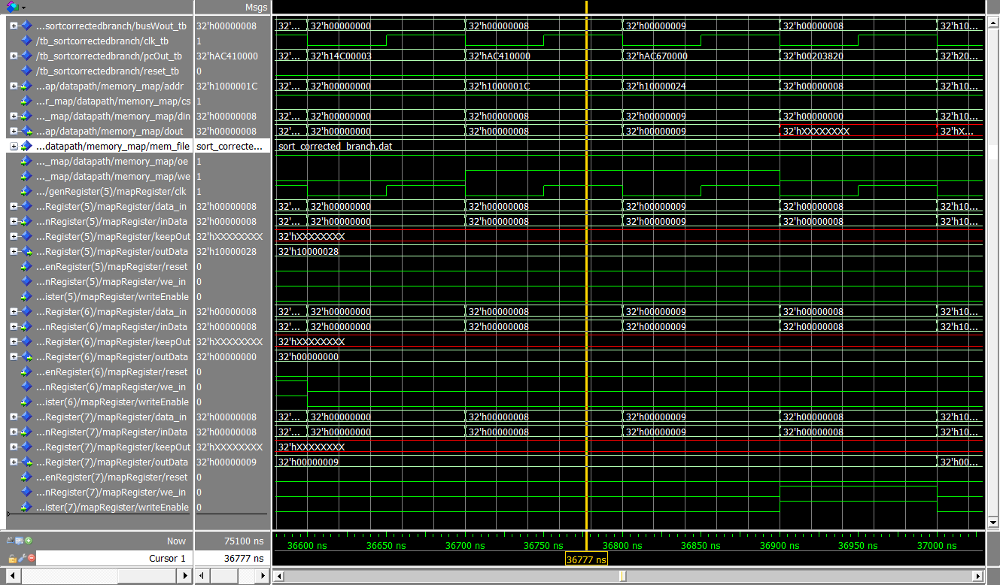 Msgs
...sortcorrectedbranch/busWout_tb 32'h00000008 32'... 32'h00000000 32'h00000008 32'h00000009 32'h00000008 32'h10...
/tb_sortcorrectedbranch/clk_tb 1
/tb_sortcorrectedbranch/pcOut_tb 32'hAC410000 32'... 32'h14C00003 32'hAC410000 32'hAC670000 32'h00203820 32'h20...
/tb_sortcorrectedbranch/reset_tb 0
...ap/datapath/memory_map/addr 32'h1000001C 32'... 32'h00000000 32'h1000001C 32'h10000024 32'h00000008 32'h10...
...r_map/datapath/memory_map/cs 1
..._map/datapath/memory_map/din 32'h00000008 32'... 32'h00000000 32'h00000008 32'h00000009 32'h00000000 32'h10...
...ap/datapath/memory_map/dout 32'h00000008 32'... 32'h00000000 32'h00000008 32'h00000009 32'hXXXXXXXX 32'hX...
...datapath/memory_map/mem_file sort_correcte... sort_corrected_branch.dat
..._map/datapath/memory_map/oe 1
..._map/datapath/memory_map/we 1
.../genRegister(5)/mapRegister/clk 1
...Register(5)/mapRegister/data_in 32'h00000008 32'... 32'h00000000 32'h00000008 32'h00000009 32'h00000008 32'h10...
...nRegister(5)/mapRegister/inData 32'h00000008 32'... 32'h00000000 32'h00000008 32'h00000009 32'h00000008 32'h10...
...Register(5)/mapRegister/keepOut 32'hXXXXXXXX 32'hXXXXXXXX
...Register(5)/mapRegister/outData 32'h10000028 32'h10000028
...enRegister(5)/mapRegister/reset 0
...nRegister(5)/mapRegister/we_in 0
...ister(5)/mapRegister/writeEnable 0
...Register(6)/mapRegister/data_in 32'h00000008 32'... 32'h00000000 32'h00000008 32'h00000009 32'h00000008 32'h10...
...nRegister(6)/mapRegister/inData 32'h00000008 32'... 32'h00000000 32'h00000008 32'h00000009 32'h00000008 32'h10...
...Register(6)/mapRegister/keepOut 32'hXXXXXXXX 32'hXXXXXXXX
...Register(6)/mapRegister/outData 32'h00000000 32'h00000000
...enRegister(6)/mapRegister/reset 0
...nRegister(6)/mapRegister/we_in 0
...ister(6)/mapRegister/writeEnable 0
...Register(7)/mapRegister/data_in 32'h00000008 32'... 32'h00000000 32'h00000008 32'h00000009 32'h00000008 32'h10...
...nRegister(7)/mapRegister/inData 32'h00000008 32'... 32'h00000000 32'h00000008 32'h00000009 32'h00000008 32'h10...
...Register(7)/mapRegister/keepOut 32'hXXXXXXXX 32'hXXXXXXXX
...Register(7)/mapRegister/outData 32'h00000009 32'h00000009 32'h00...
...enRegister(7)/mapRegister/reset 0
...nRegister(7)/mapRegister/we_in 0
...ister(7)/mapRegister/writeEnable 0
Now 75100 ns 36600 ns 36650 ns 36700 ns 36750 ns 36800 ns 36850 ns 36900 ns 36950 ns 37000 ns
Cursor 1 36777 ns 36777 ns